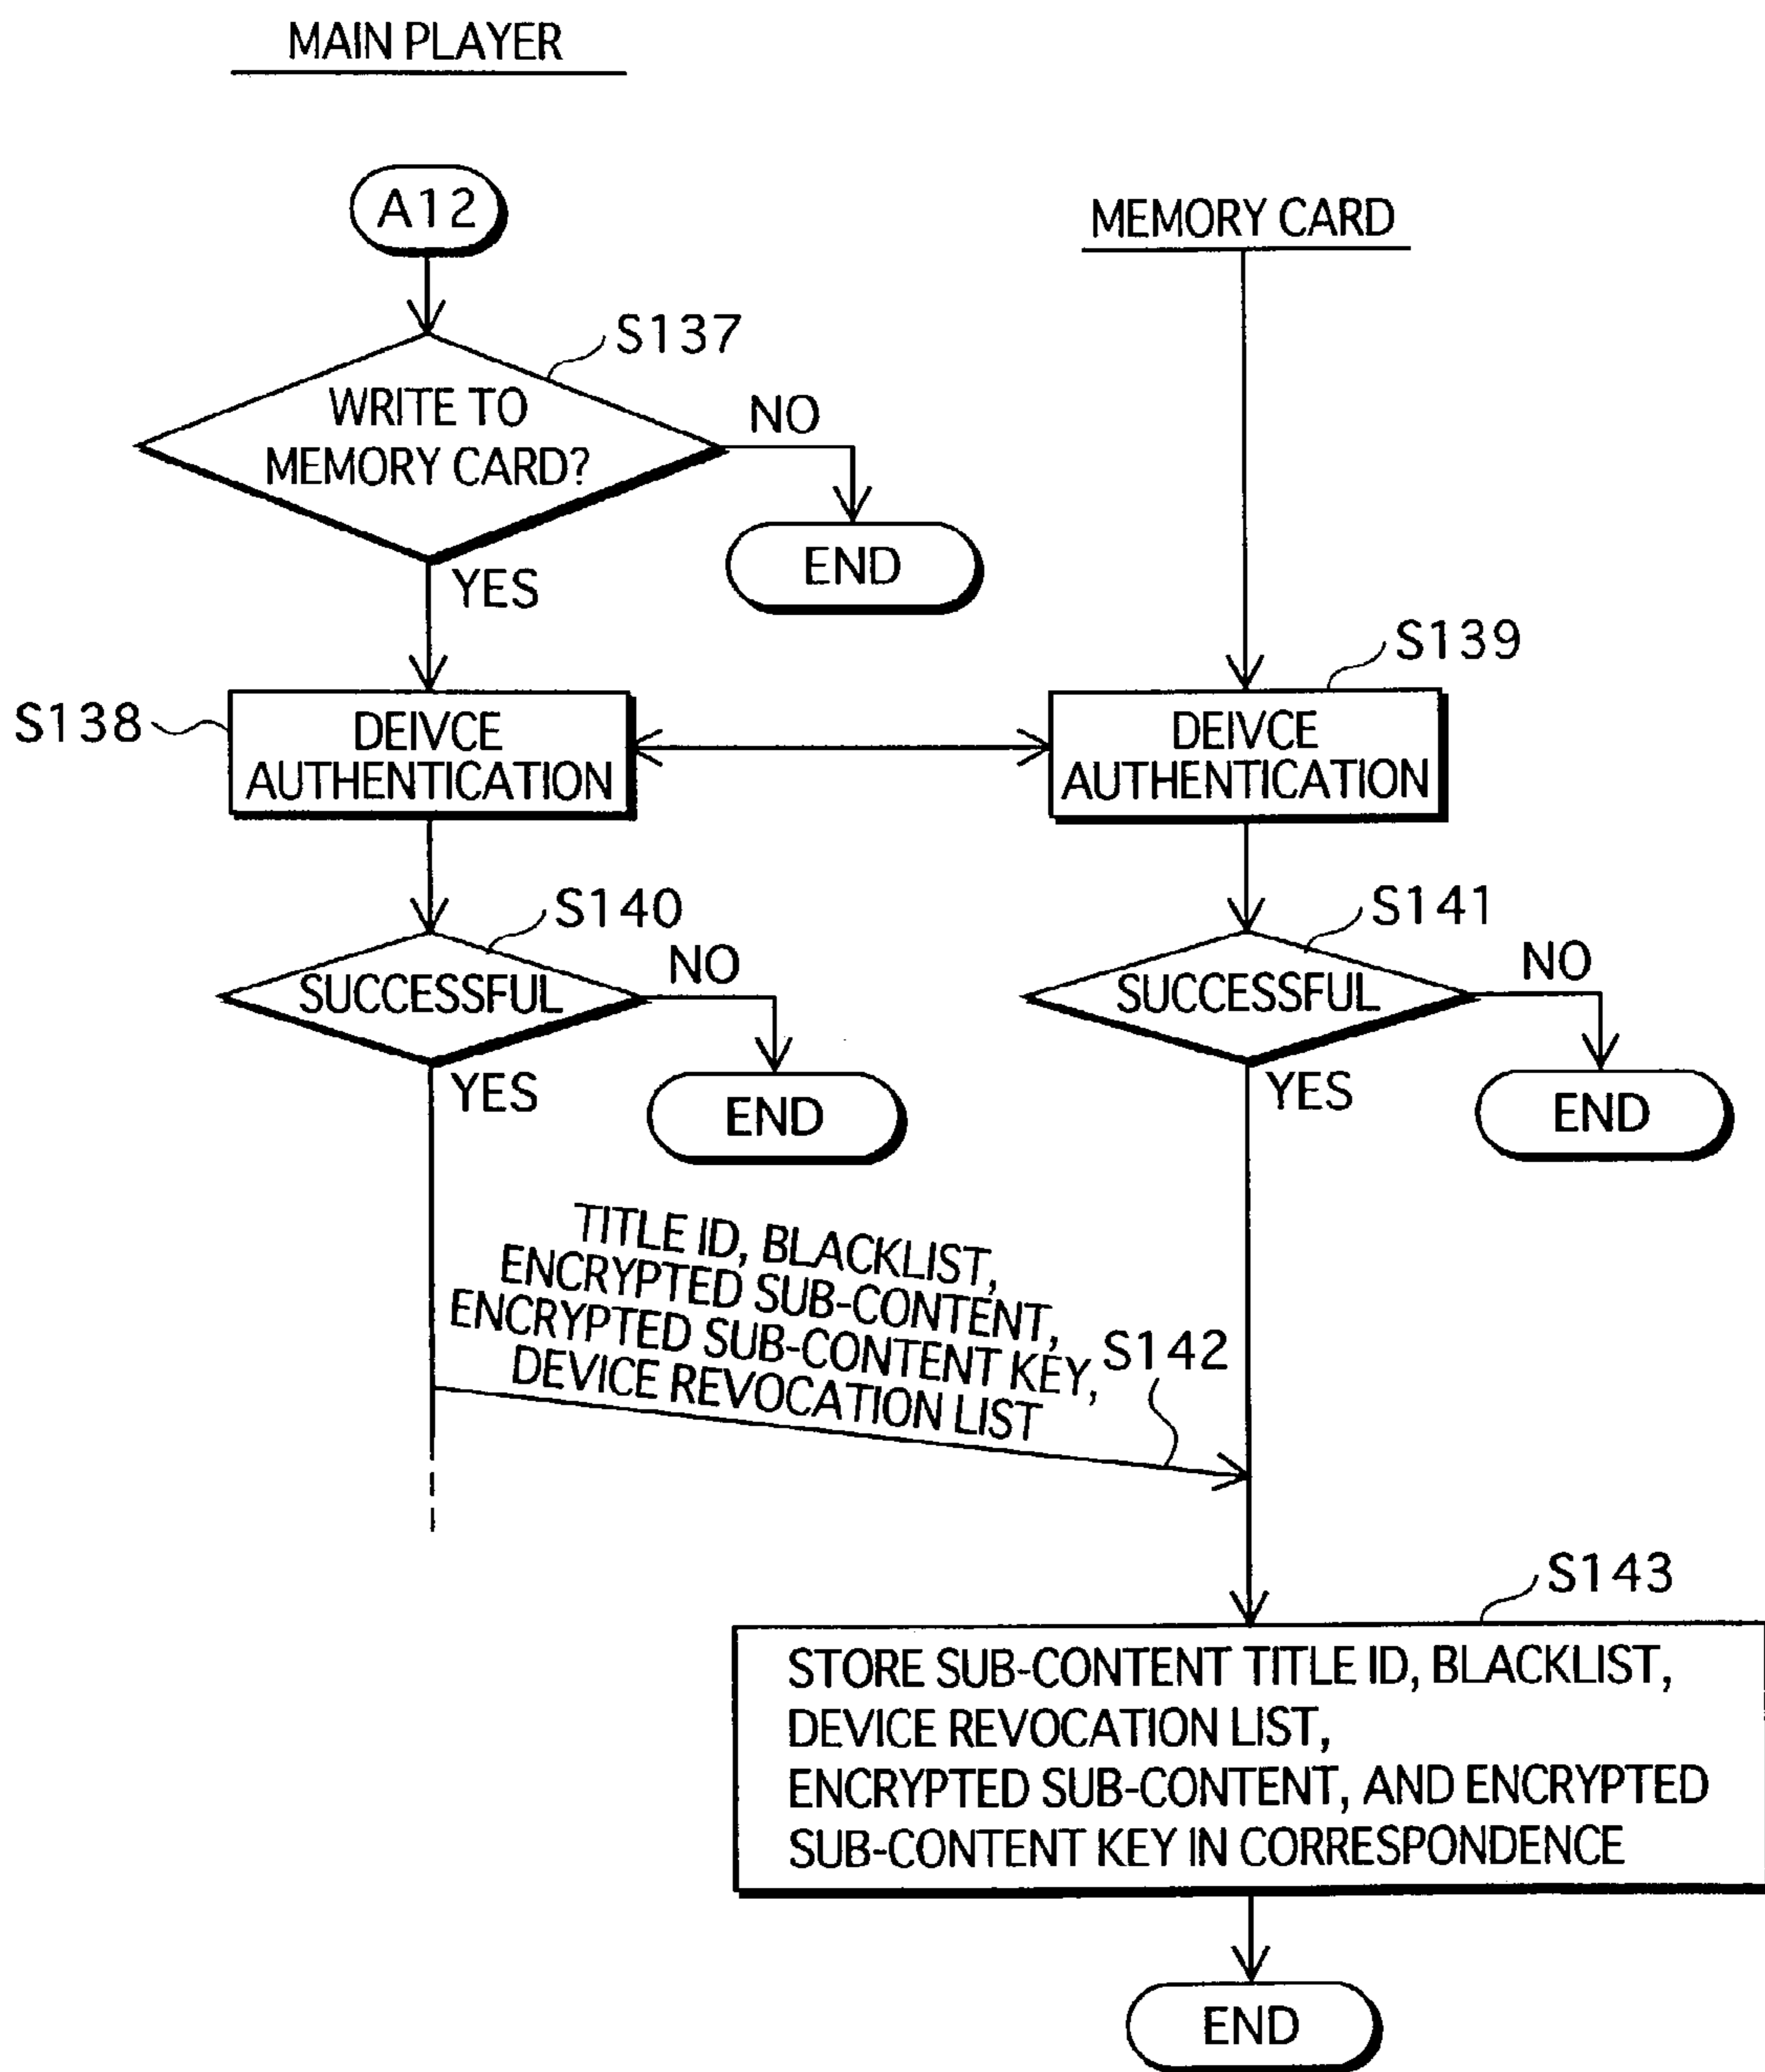 MAIN PLAYER
A12
MEMORY CARD
S137
WRITE TO
MEMORY CARD?
NO
END
YES
S139
S138
DEIVCE
AUTHENTICATION
DEIVCE
AUTHENTICATION
S140
SUCCESSFUL
NO
END
YES
S141
SUCCESSFUL
NO
END
YES
TITLE ID, BLACKLIST,
ENCRYPTED SUB-CONTENT,
ENCRYPTED SUB-CONTENT KEY,
DEVICE REVOCATION LIST
S142
S143
STORE SUB-CONTENT TITLE ID, BLACKLIST,
DEVICE REVOCATION LIST,
ENCRYPTED SUB-CONTENT, AND ENCRYPTED
SUB-CONTENT KEY IN CORRESPONDENCE
END